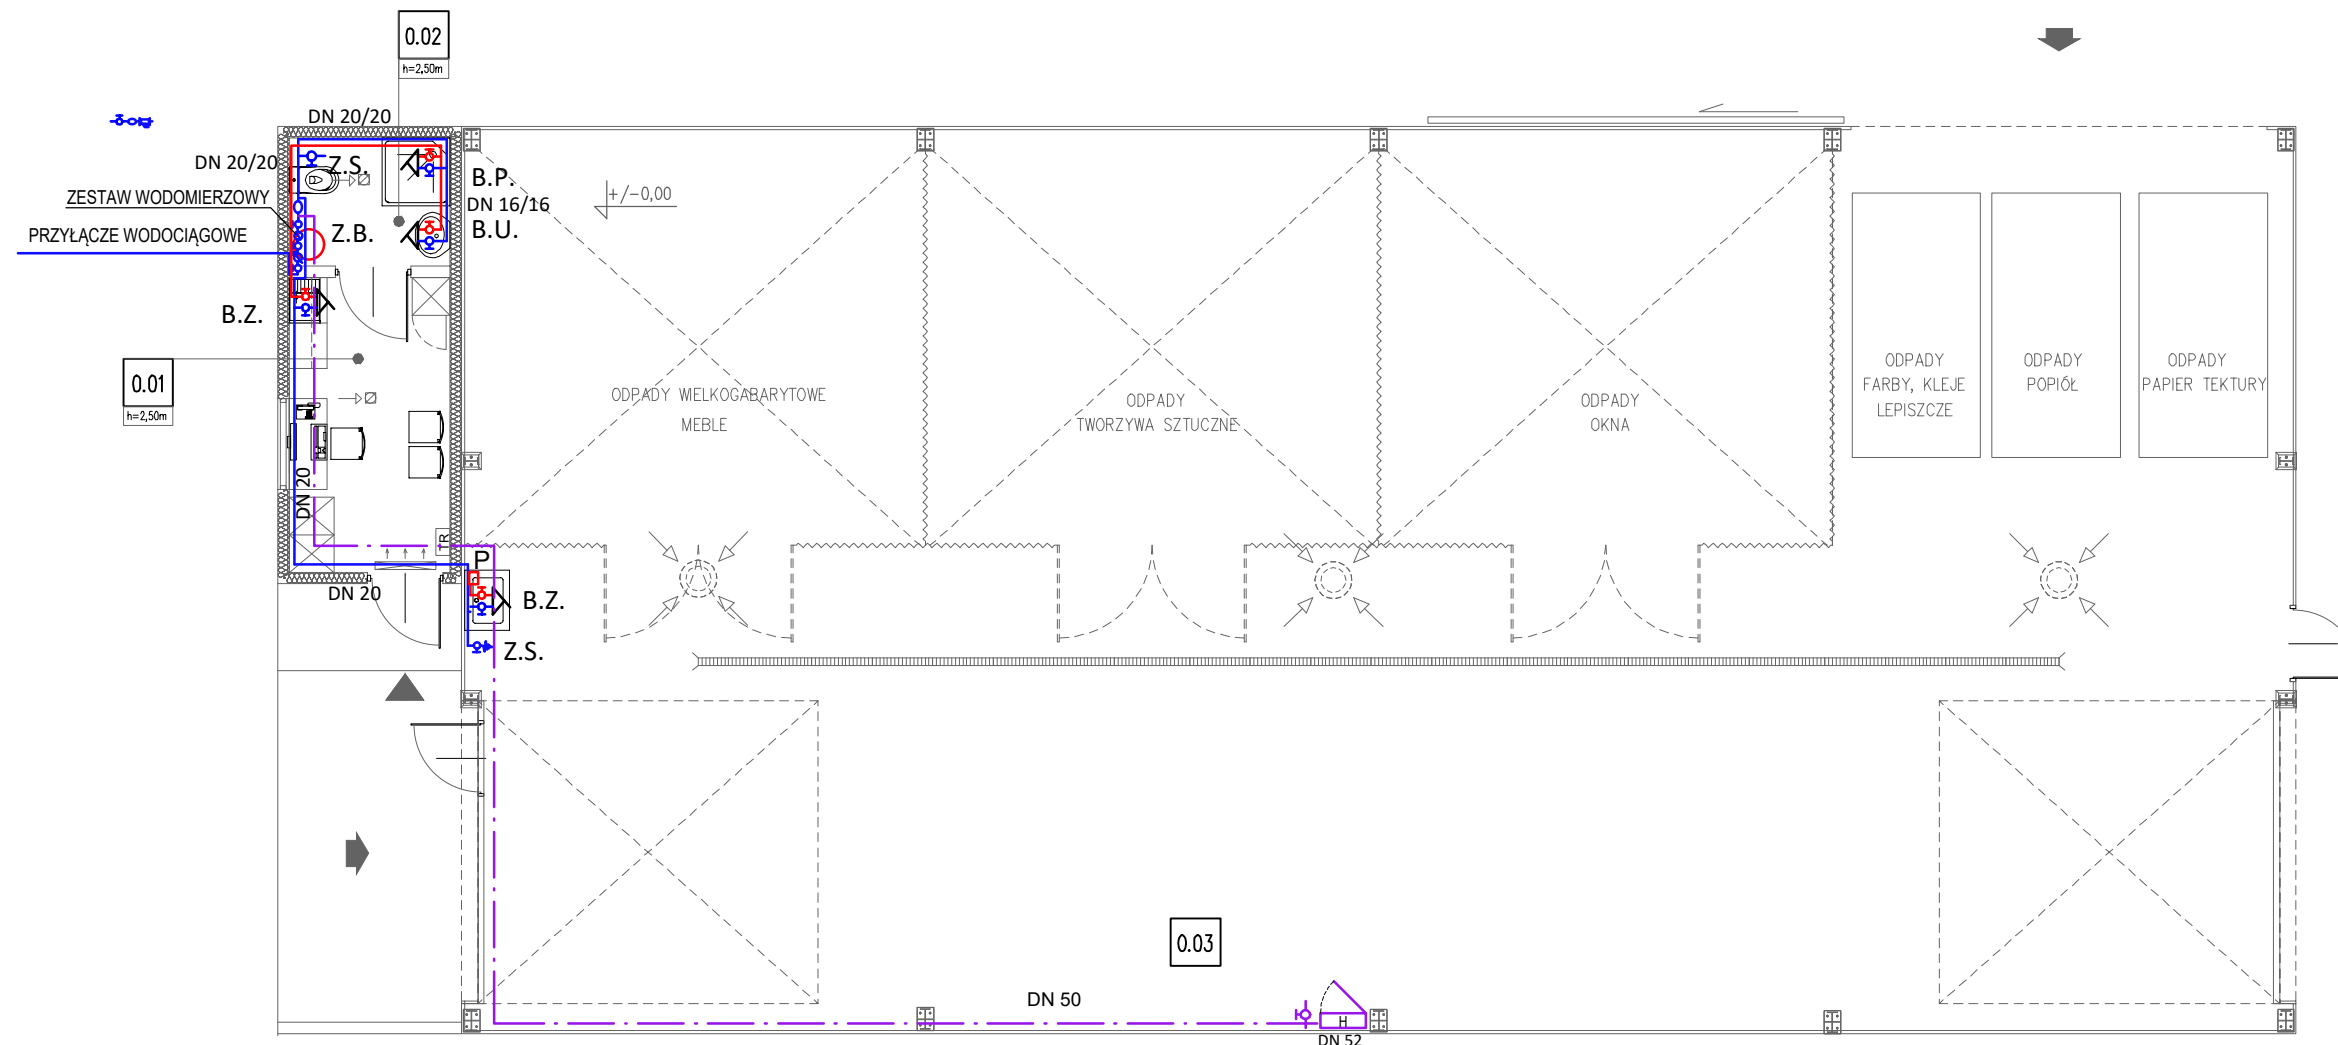 0.02
h=2,50m
DN 20/20
DN 20/20
Z.S.
B.P.
DN 16/16
B.U.
+/-0,00
ZESTAW WODOMIERZOWY
PRZYŁĄCZE WODOCIĄGOWE
Z.B.
B.Z.
0.01
h=2,50m
ODPADY WIELKOGABARYTOWE
MEBLE
ODPADY
TWORZYWA SZTUCZNE
ODPADY
OKNA
ODPADY
FARBY, KLEJE
LEPISZCZE
ODPADY
POPIÓŁ
ODPADY
PAPIER TEKTURY
DN 20
TR
P
DN 20
B.Z.
Z.S.
0.03
DN 50
H
DN 52